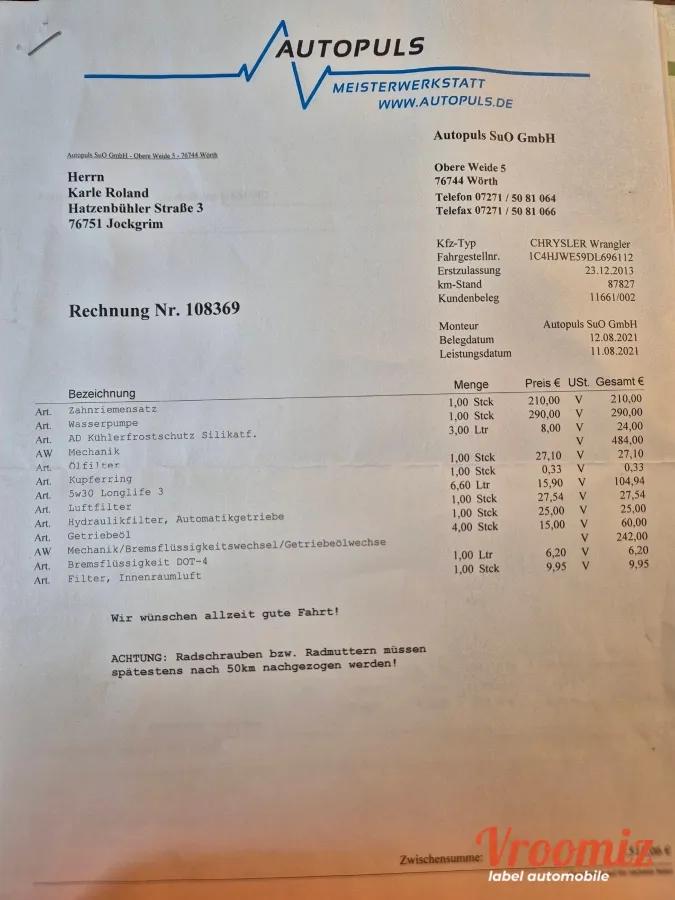 AUTOPULS
MEISTERWERKSTATT
WWW.AUTOPULS.DE
Autopuls SuO GmbH
Autopuls SuO GmbH - Obere Weide 5 - 76744 Wörth
Obere Weide 5
76744 Wörth
Telefon 07271 / 50 81 064
Telefax 07271 / 50 81 066
Herrn
Karle Roland
Hatzenbühler Straße 3
76751 Jockgrim
Kfz-Typ CHRYSLER Wrangler
Fahrgestellnr. 1C4HJWE59DL696112
Erstzulassung 23.12.2013
km-Stand 87827
Kundenbeleg 11661/002
Rechnung Nr. 108369
Monteur Autopuls SuO GmbH
Belegdatum 12.08.2021
Leistungsdatum 11.08.2021
Bezeichnung Menge Preis € USt. Gesamt €
Art. Zahnriemensatz 1,00 Stck 210,00 V 210,00
Art. Wasserpumpe 1,00 Stck 290,00 V 290,00
Art. AD Kühlerfrostschutz Silikatf. 3,00 Ltr 8,00 V 24,00
AW Mechanik V 484,00
Art. Ölfilter 1,00 Stck 27,10 V 27,10
Art. Kupferring 1,00 Stck 0,33 V 0,33
Art. 5w30 Longlife 3 6,60 Ltr 15,90 V 104,94
Art. Luftfilter 1,00 Stck 27,54 V 27,54
Art. Hydraulikfilter, Automatikgetriebe 1,00 Stck 25,00 V 25,00
Art. Getriebeöl 4,00 Stck 15,00 V 60,00
AW Mechanik/Bremsflüssigkeitswechsel/Getriebeölwechse V 242,00
Art. Bremsflüssigkeit DOT-4 1,00 Ltr 6,20 V 6,20
Art. Filter, Innenraumluft 1,00 Stck 9,95 V 9,95
Wir wünschen allzeit gute Fahrt!
ACHTUNG: Radschrauben bzw. Radmuttern müssen
spätestens nach 50km nachgezogen werden!
Zwischensumme:
Vroomiz
label automobile